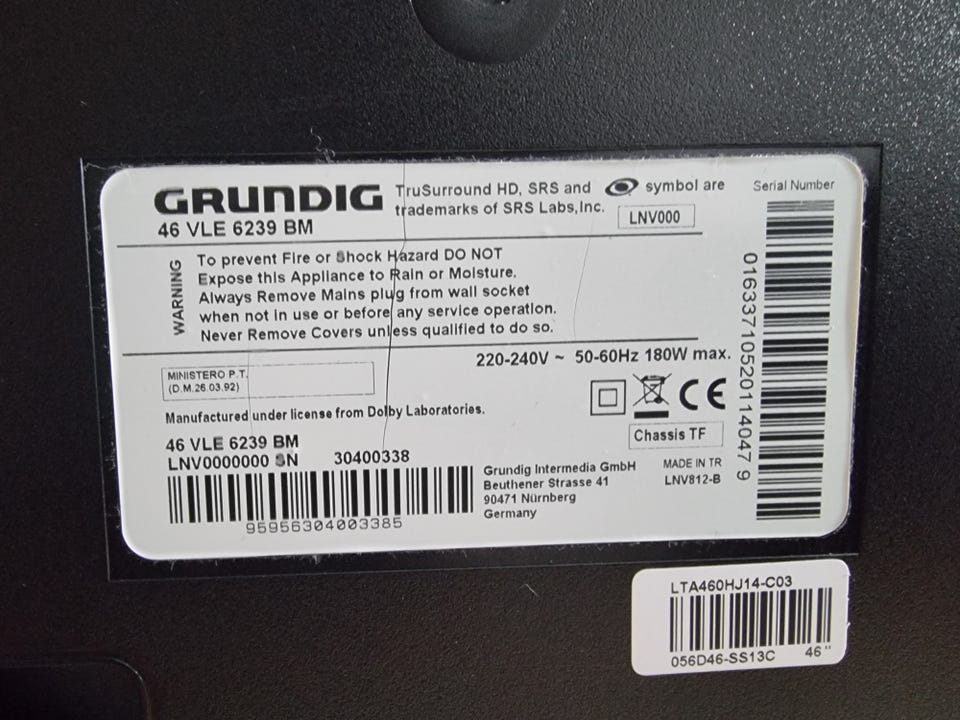 GRUNDIG
46 VLE 6239 BM
TruSurround HD, SRS and symbol are
trademarks of SRS Labs,Inc.
LNV000
Serial Number
WARNING
To prevent Fire or Shock Hazard DO NOT
Expose this Appliance to Rain or Moisture.
Always Remove Mains plug from wall socket
when not in use or before any service operation.
Never Remove Covers unless qualified to do so.
220-240V ~ 50-60Hz 180W max.
MINISTERO P.T.
(D.M.26.03.92)
Manufactured under license from Dolby Laboratories.
CE
Chassis TF
46 VLE 6239 BM
LNV0000000 SN 30400338
95956304003385
Grundig Intermedia GmbH
Beuthener Strasse 41
90471 Nürnberg
Germany
MADE IN TR
LNV812-B
01633710520114047 9
LTA460HJ14-C03
056D46-SS13C 46"